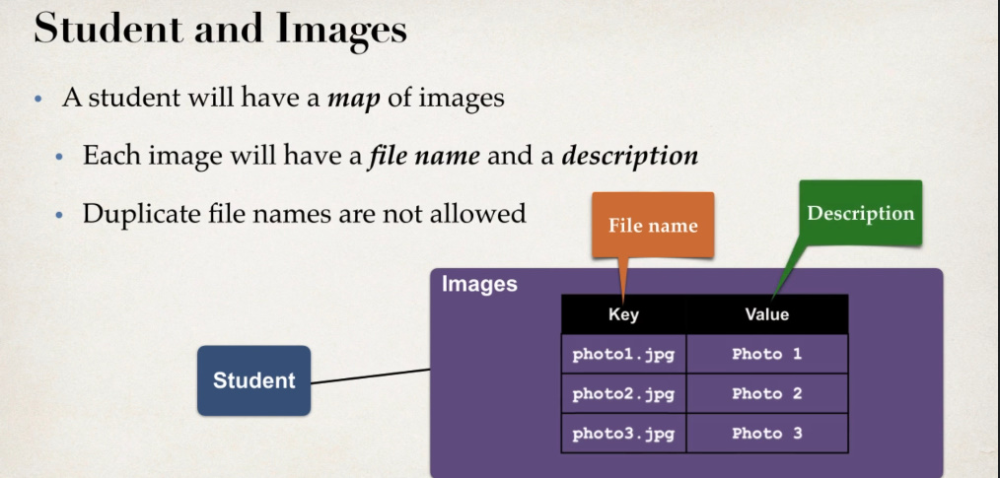 Student and Images
• A student will have a map of images
• Each image will have a file name and a description
• Duplicate file names are not allowed
File name
Description
Images
Key Value
photo1.jpg Photo 1
photo2.jpg Photo 2
photo3.jpg Photo 3
Student